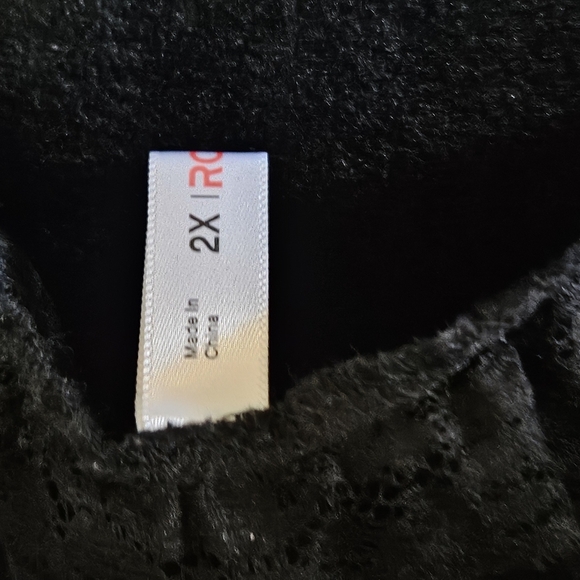 2X | RO
Made In
China